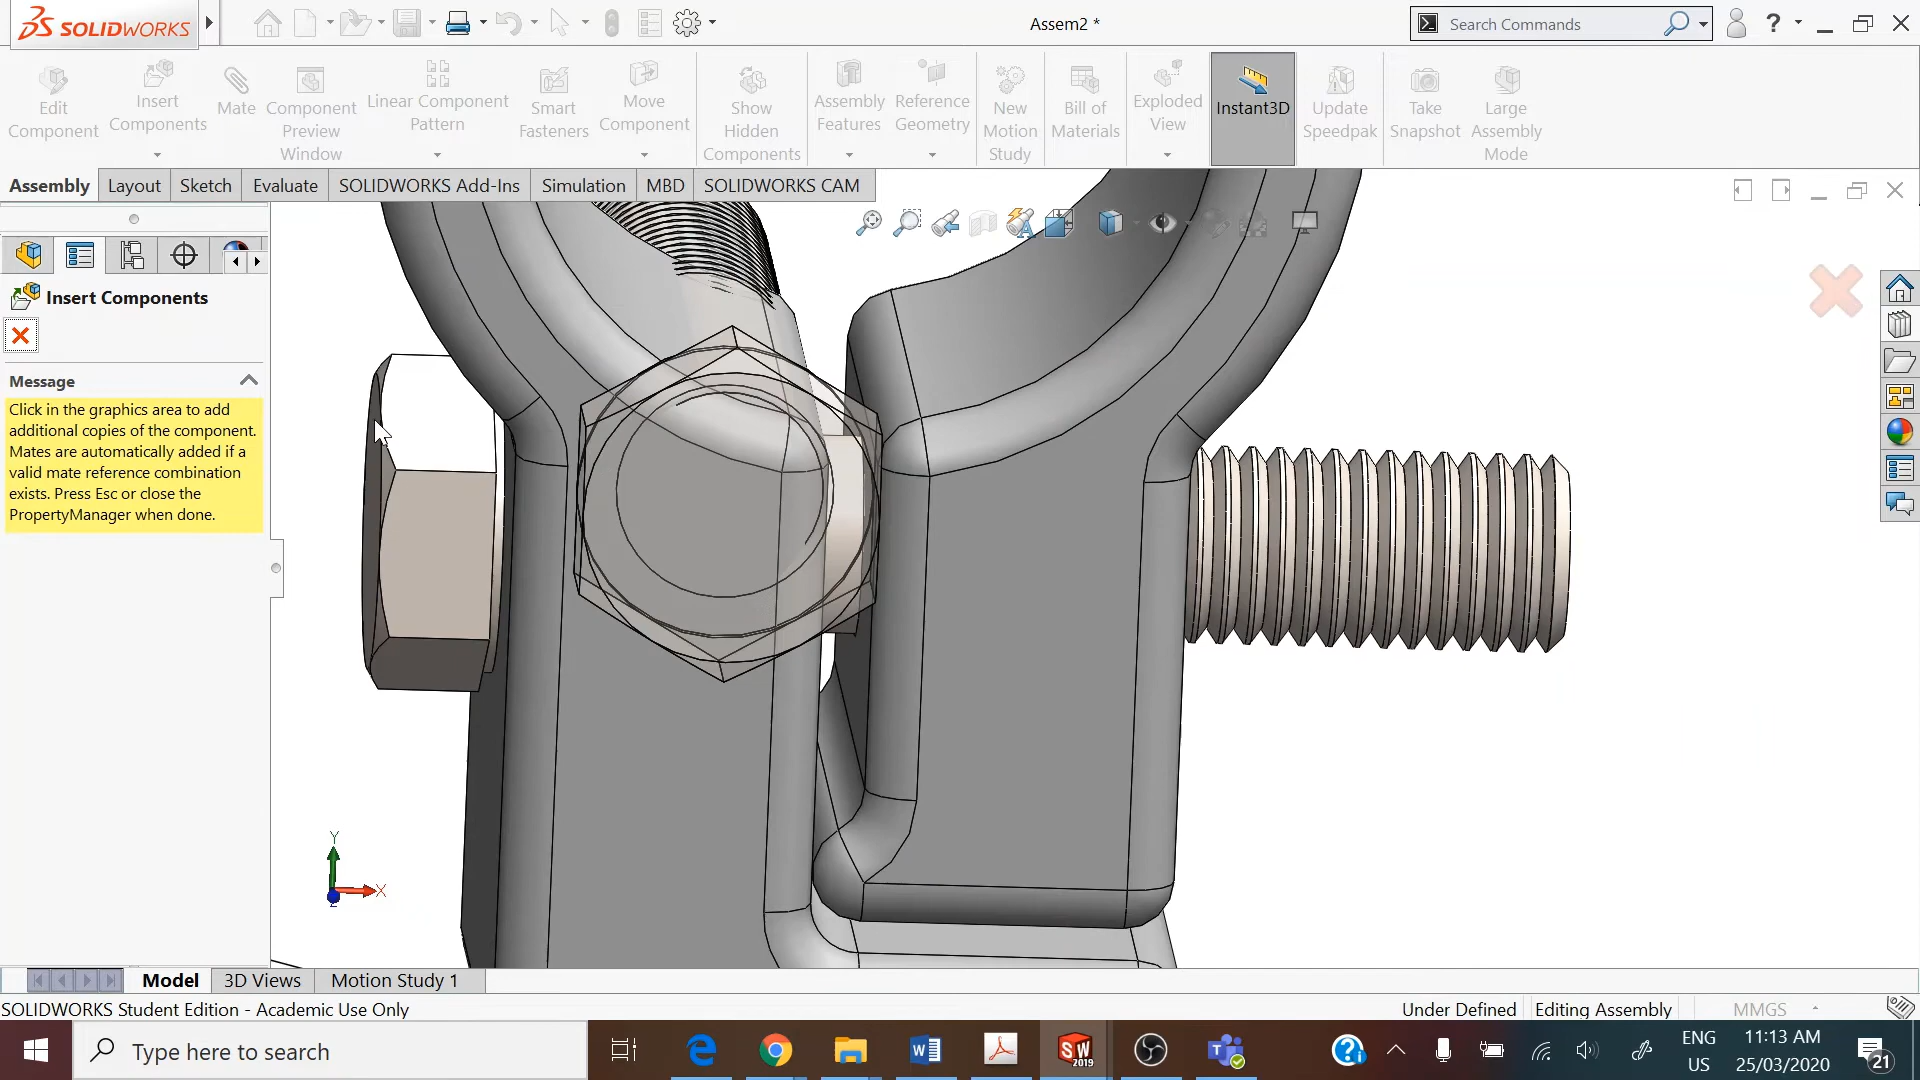 SOLIDWORKS
Assem2 *
Search Commands
?
Edit Component
Insert Components
Mate
Component Preview Window
Linear Component Pattern
Smart Fasteners
Move Component
Show Hidden Components
Assembly Features
Reference Geometry
New Motion Study
Bill of Materials
Exploded View
Instant3D
Update Speedpak
Take Snapshot
Large Assembly Mode
Assembly
Layout
Sketch
Evaluate
SOLIDWORKS Add-Ins
Simulation
MBD
SOLIDWORKS CAM
Insert Components
Message
Click in the graphics area to add
additional copies of the component.
Mates are automatically added if a
valid mate reference combination
exists. Press Esc or close the
PropertyManager when done.
Y
X
Z
Model
3D Views
Motion Study 1
SOLIDWORKS Student Edition - Academic Use Only
Under Defined
Editing Assembly
MMGS
Type here to search
SW
2019
ENG
US
11:13 AM
25/03/2020
21